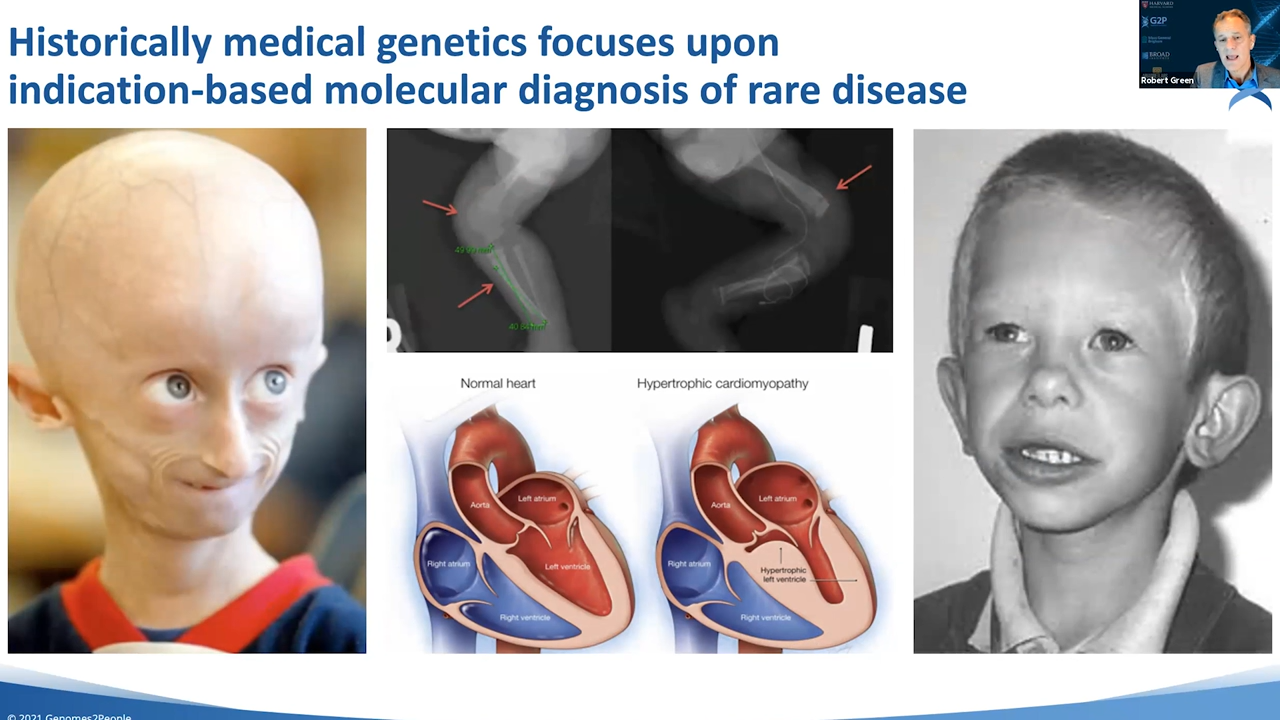 Historically medical genetics focuses upon
indication-based molecular diagnosis of rare disease
HARVARD
G2P
BROAD
Robert Green
Normal heart
Hypertrophic cardiomyopathy
Aorta
Left atrium
Right atrium
Left ventricle
Right ventricle
Aorta
Left atrium
Right atrium
Hypertrophic
left ventricle
Right ventricle
© 2021 Genomes2People